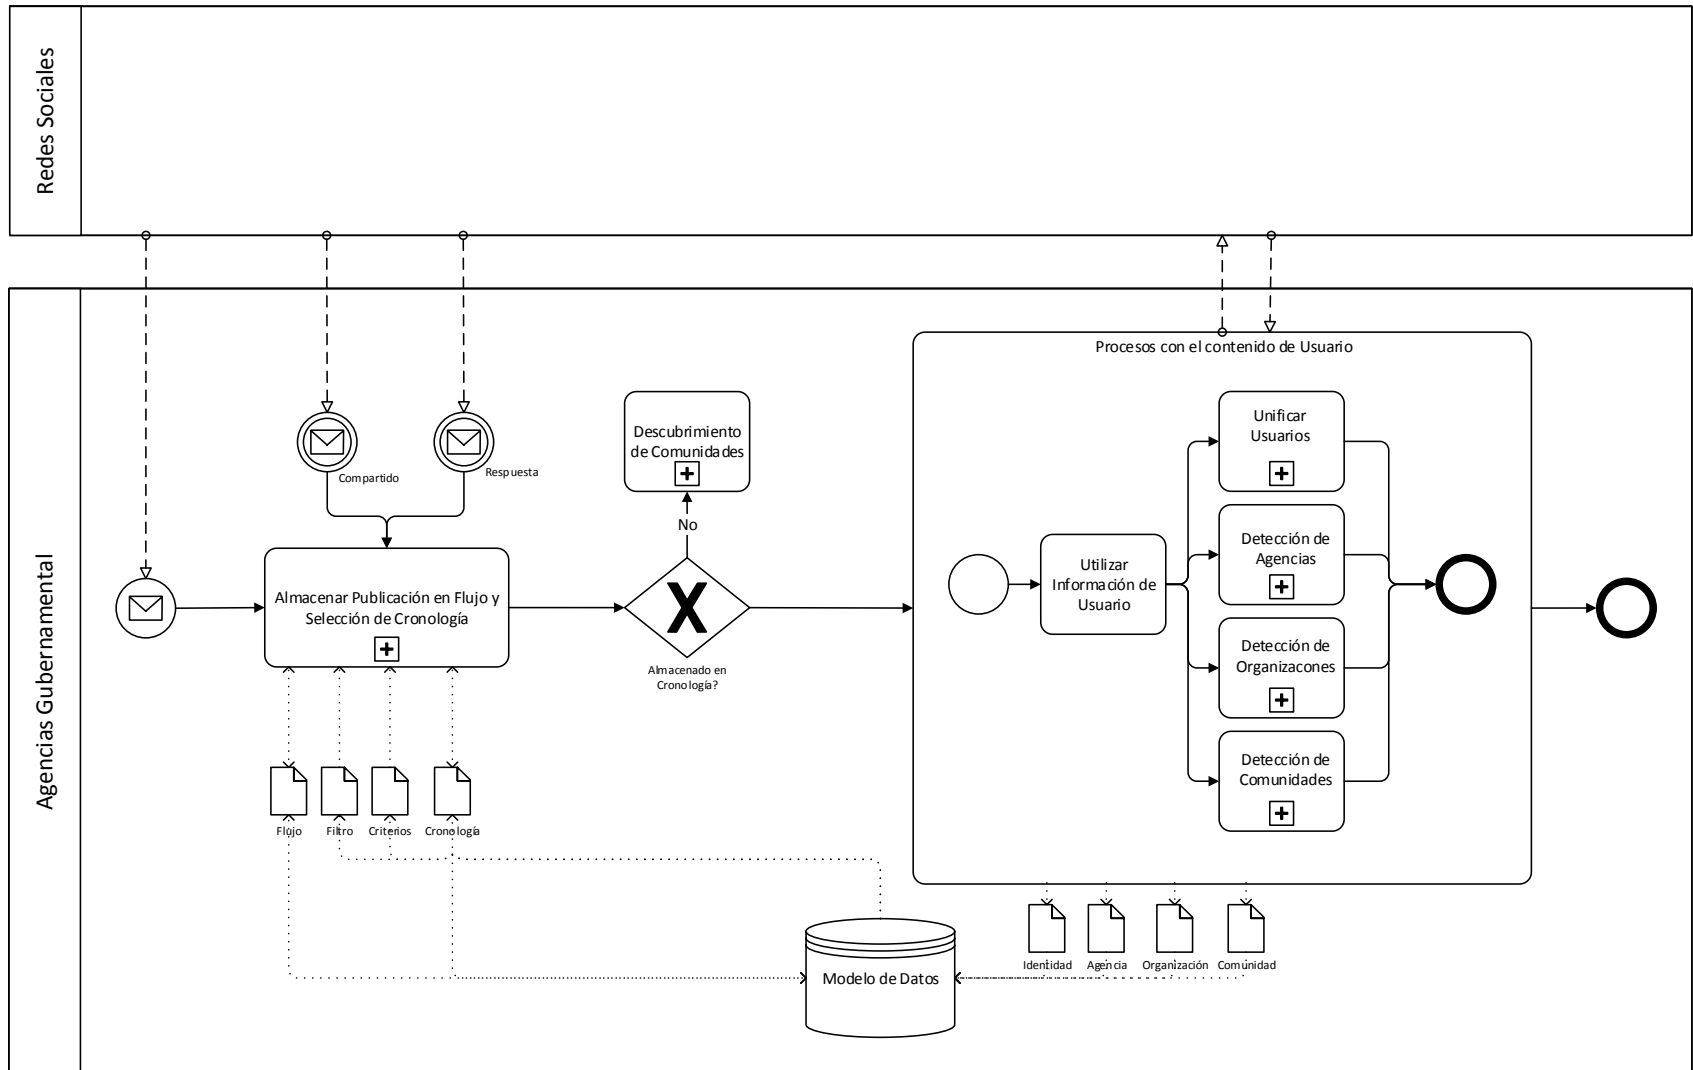 Redes Sociales
Agencias Gubernamental
Procesos con el contenido de Usuario
Compartido
Respuesta
Descubrimiento
de Comunidades
No
Almacenar Publicación en Flujo y
Selección de Cronología
X
Almacenado en
Cronología?
Utilizar
Información de
Usuario
Unificar
Usuarios
Detección de
Agencias
Detección de
Organizacones
Detección de
Comunidades
Flujo
Filtro
Criterios
Cronología
Identidad
Agencia
Organización
Comunidad
Modelo de Datos